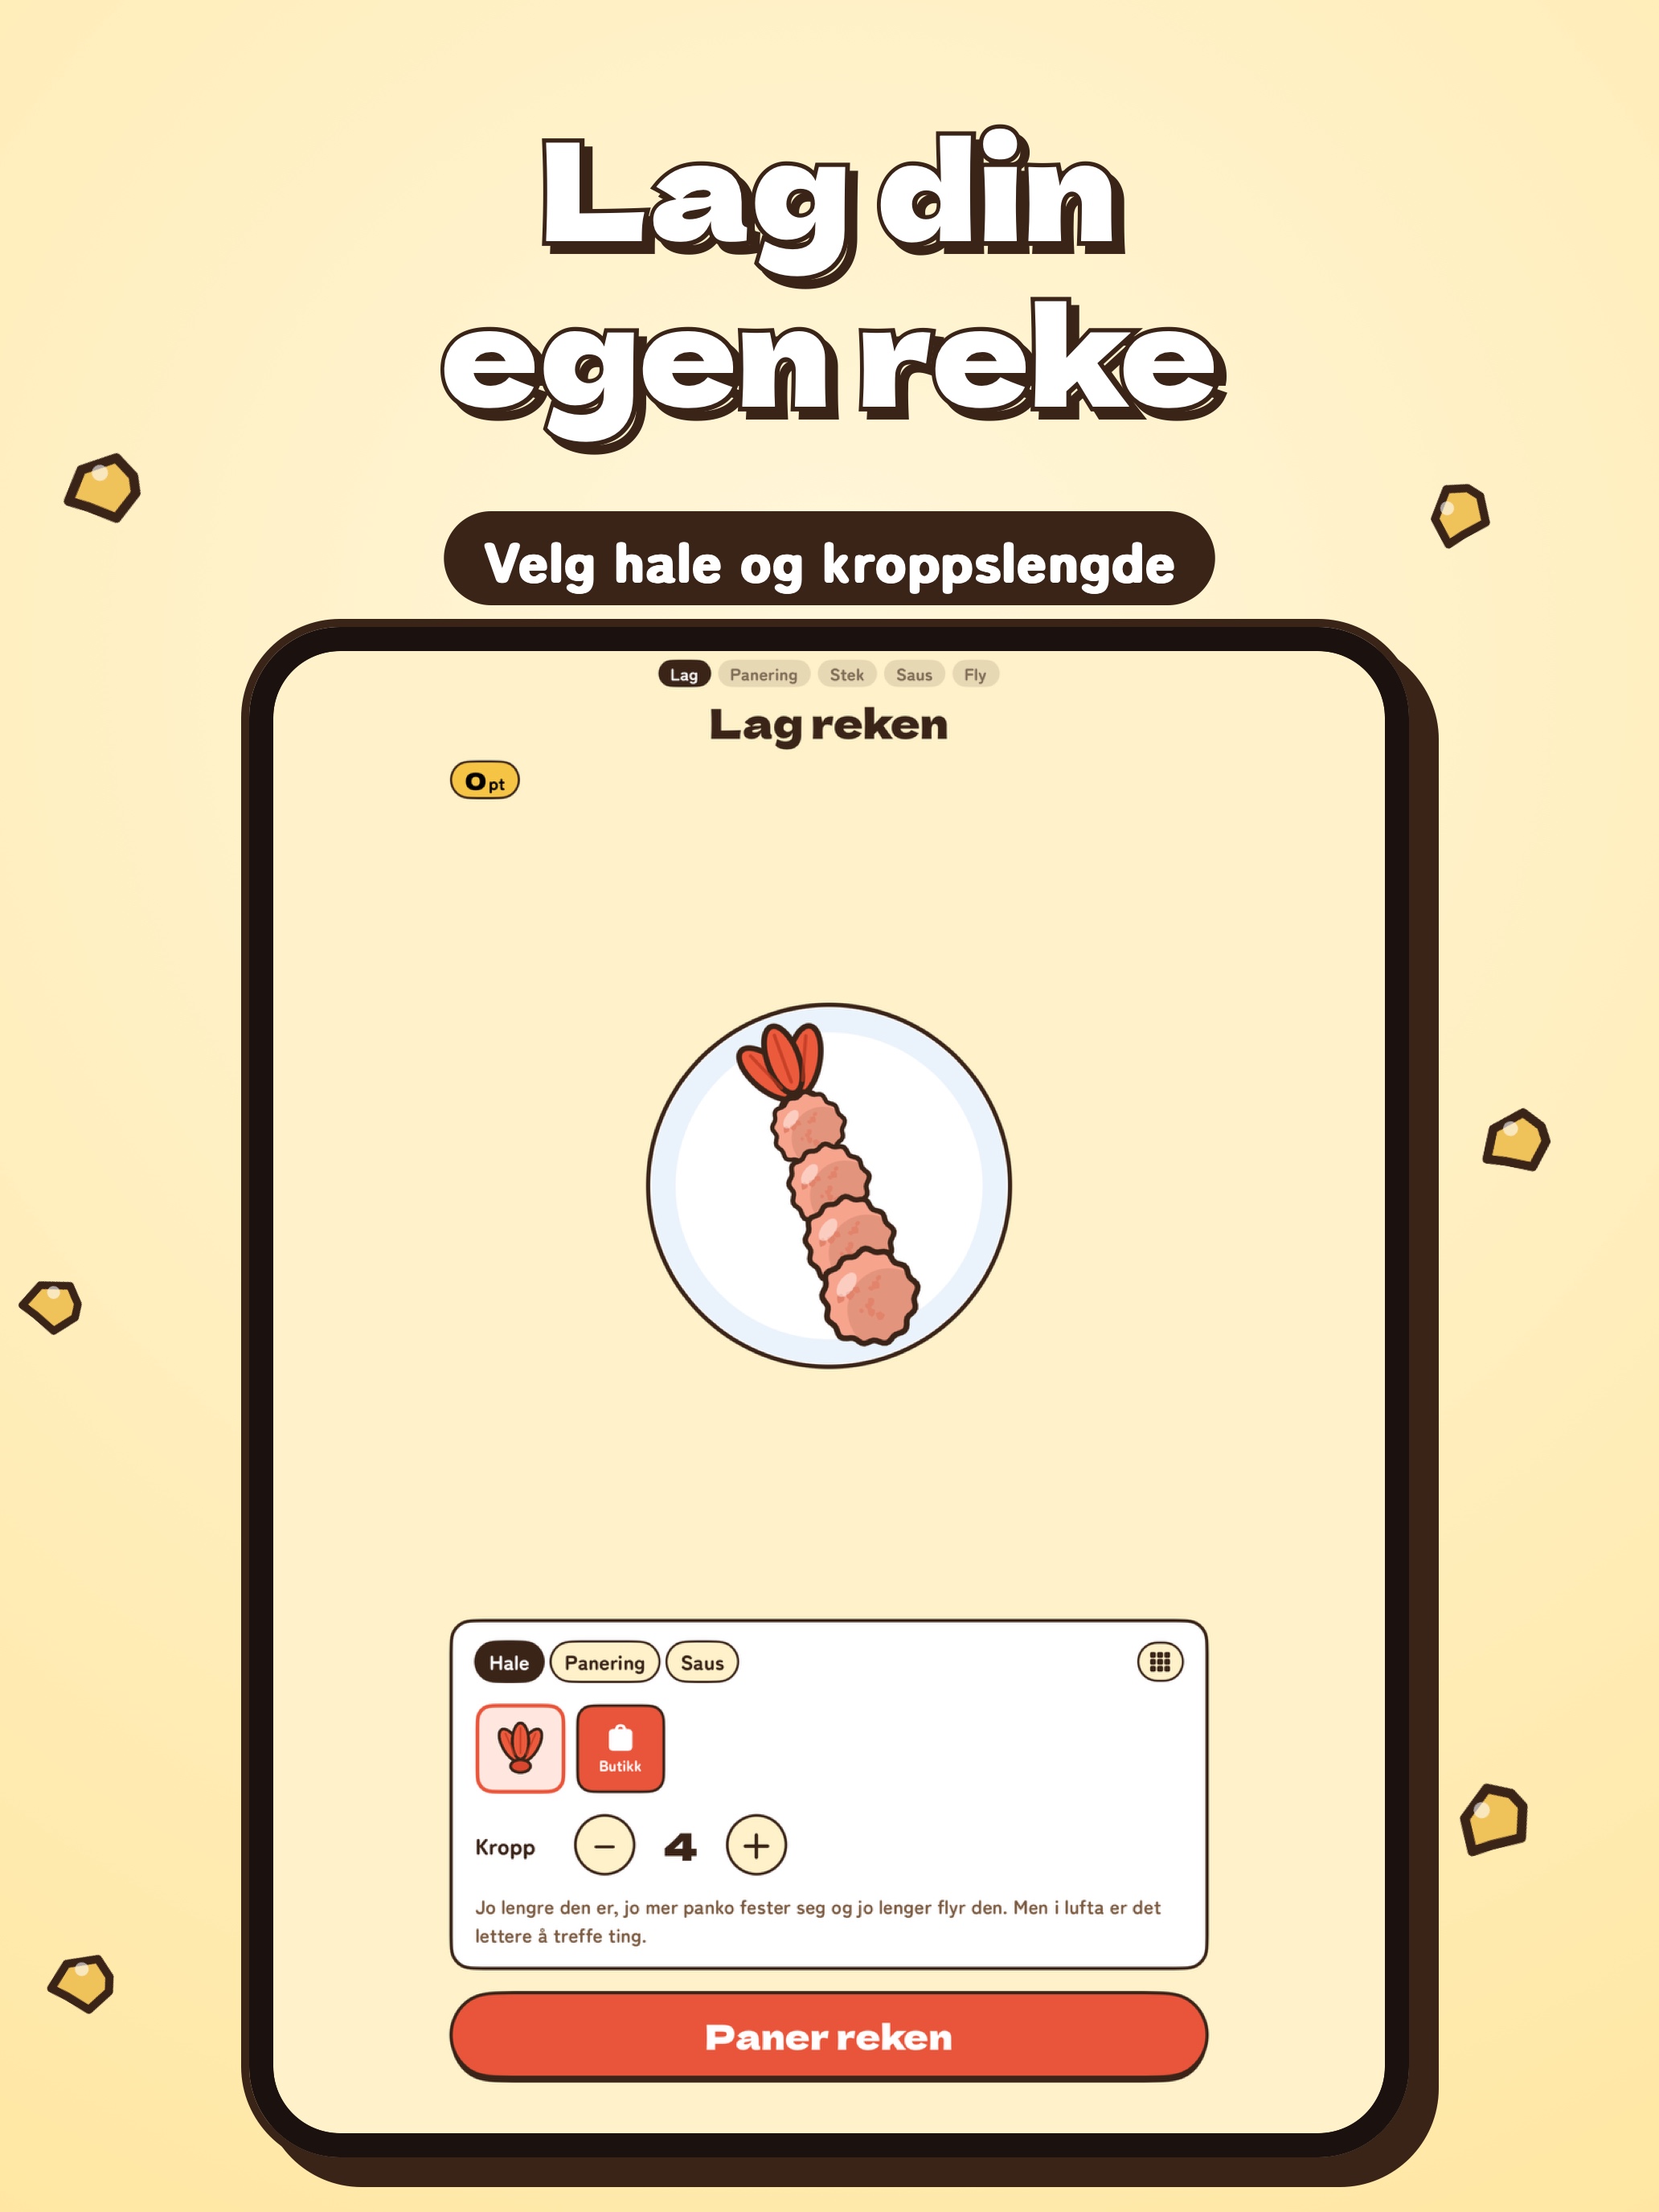 Lag din
egen reke
Velg hale og kroppslengde
Lag Panering Stek Saus Fly
Lag reken
0 pt
Hale Panering Saus
Butikk
Kropp − 4 +
Jo lengre den er, jo mer panko fester seg og jo lenger flyr den. Men i lufta er det
lettere å treffe ting.
Paner reken